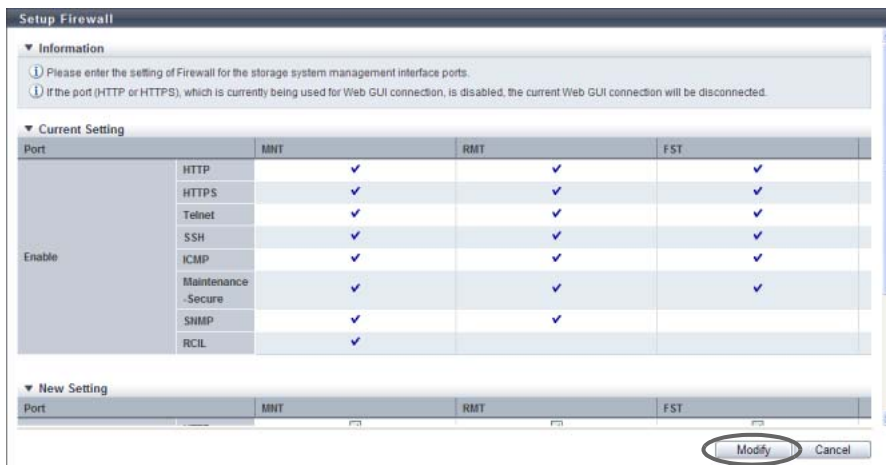 Setup Firewall
▼ Information
Please enter the setting of Firewall for the storage system management interface ports.
If the port (HTTP or HTTPS), which is currently being used for Web GUI connection, is disabled, the current Web GUI connection will be disconnected.
▼ Current Setting
Port MNT RMT FST
Enable
HTTP ✔ ✔ ✔
HTTPS ✔ ✔ ✔
Telnet ✔ ✔ ✔
SSH ✔ ✔ ✔
ICMP ✔ ✔ ✔
Maintenance
-Secure ✔ ✔ ✔
SNMP ✔ ✔
RCIL ✔
▼ New Setting
Port MNT RMT FST
Modify Cancel